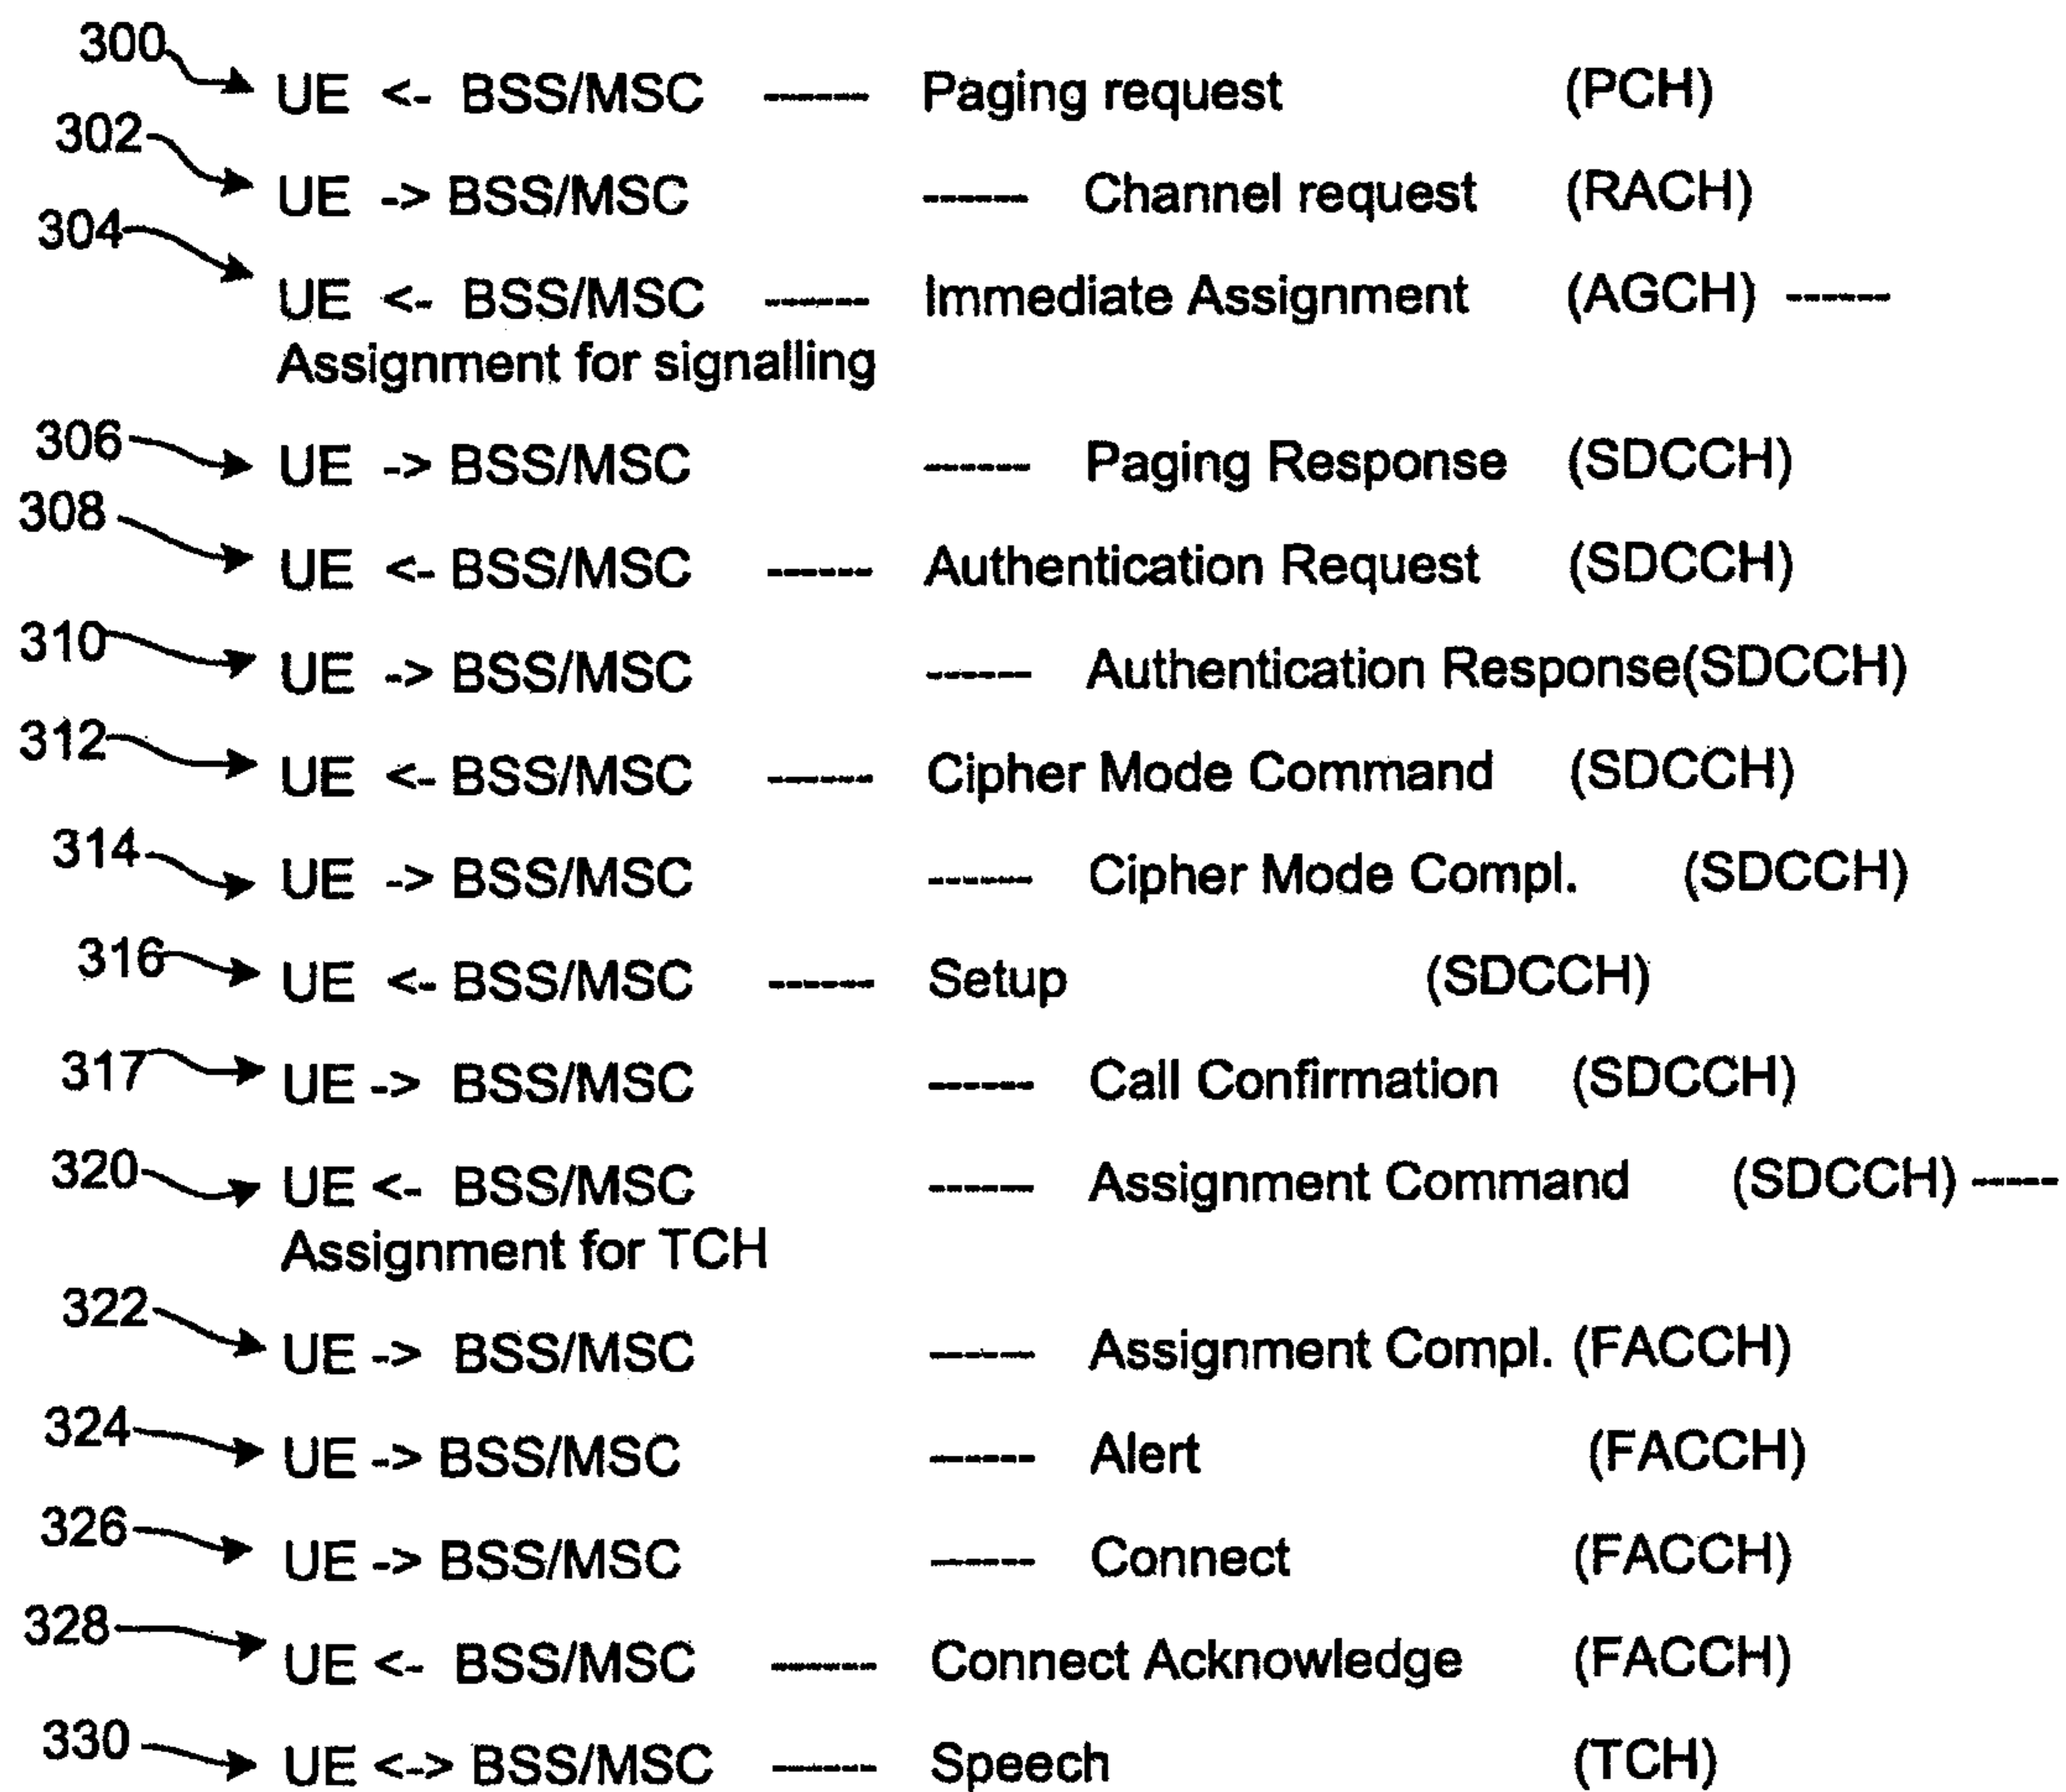 300 UE <- BSS/MSC ------ Paging request (PCH)
302 UE -> BSS/MSC ------ Channel request (RACH)
304 UE <- BSS/MSC ------ Immediate Assignment (AGCH) ------
Assignment for signalling
306 UE -> BSS/MSC ------ Paging Response (SDCCH)
308 UE <- BSS/MSC ------ Authentication Request (SDCCH)
310 UE -> BSS/MSC ------ Authentication Response(SDCCH)
312 UE <- BSS/MSC ------ Cipher Mode Command (SDCCH)
314 UE -> BSS/MSC ------ Cipher Mode Compl. (SDCCH)
316 UE <- BSS/MSC ------ Setup (SDCCH)
317 UE -> BSS/MSC ------ Call Confirmation (SDCCH)
320 UE <- BSS/MSC ------ Assignment Command (SDCCH) -----
Assignment for TCH
322 UE -> BSS/MSC ------ Assignment Compl. (FACCH)
324 UE -> BSS/MSC ------ Alert (FACCH)
326 UE -> BSS/MSC ------ Connect (FACCH)
328 UE <- BSS/MSC ------ Connect Acknowledge (FACCH)
330 UE <-> BSS/MSC ------ Speech (TCH)